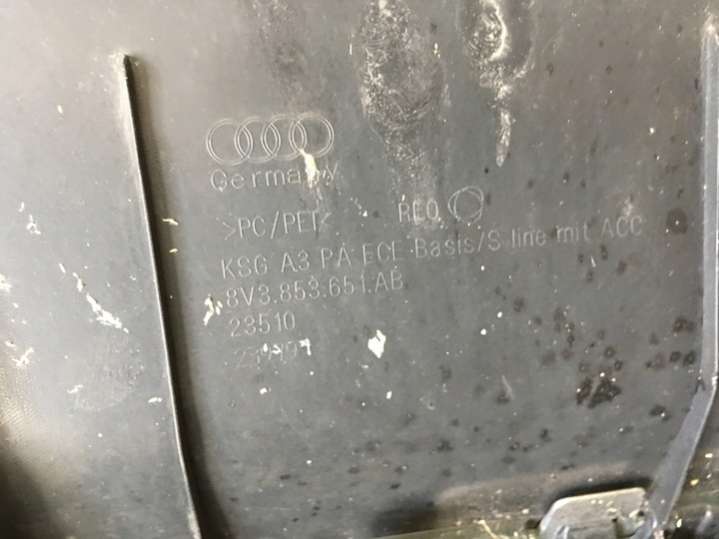 Germany
>PC/PET< REO
KSG A3 PA ECE Basis/S line mit ACC
8V3.853.651.AB
23510